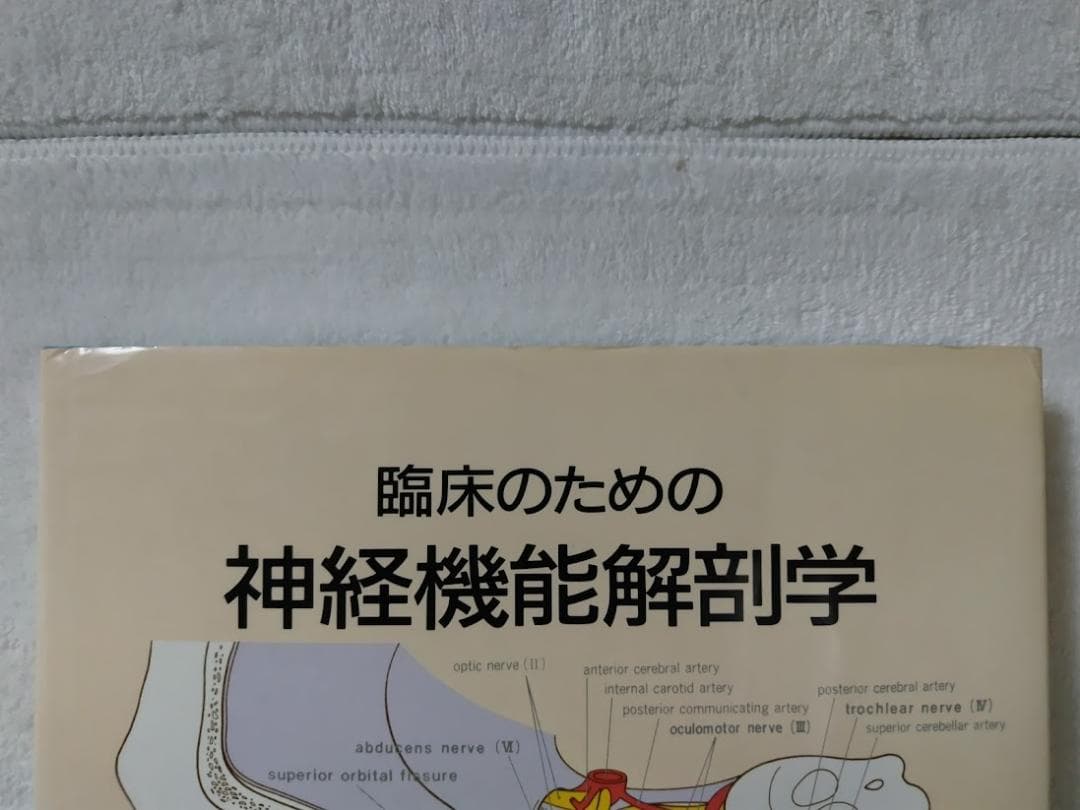 臨床のための
神経機能解剖学
optic nerve (Ⅱ)
anterior cerebral artery
internal carotid artery
posterior cerebral artery
posterior communicating artery
trochlear nerve (Ⅳ)
oculomotor nerve (Ⅲ)
superior cerebellar artery
abducens nerve (Ⅵ)
superior orbital fissure